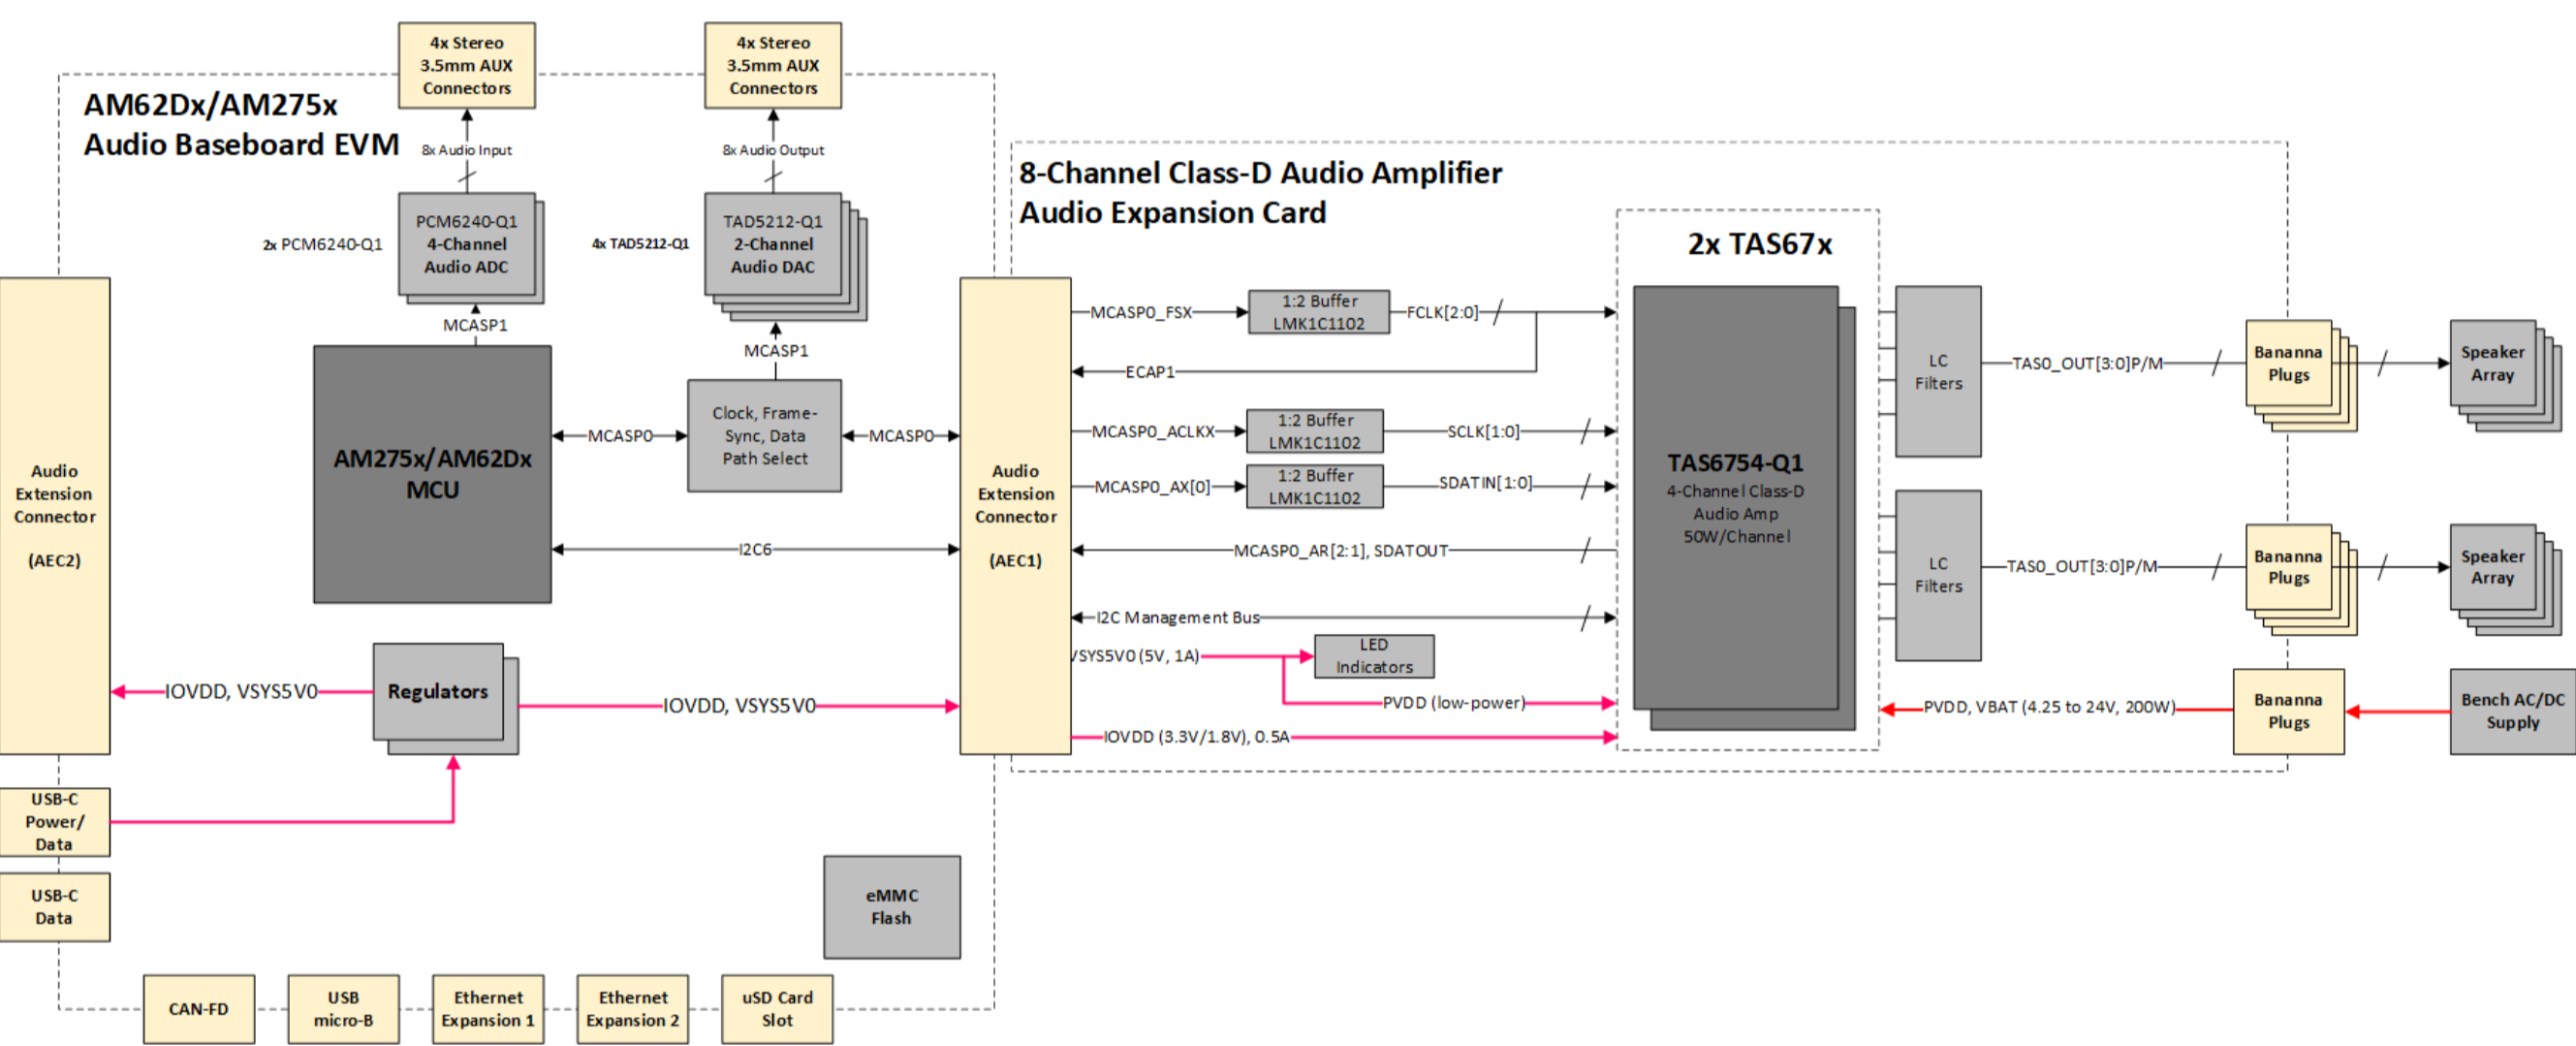 4x Stereo
3.5mm AUX
Connectors
4x Stereo
3.5mm AUX
Connectors
AM62Dx/AM275x
Audio Baseboard EVM
8x Audio Input
8x Audio Output
2x PCM6240-Q1
PCM6240-Q1
4-Channel
Audio ADC
4x TAD5212-Q1
TAD5212-Q1
2-Channel
Audio DAC
MCASP1
MCASP1
Audio
Extension
Connector
(AEC2)
AM275x/AM62Dx
MCU
MCASP0
Clock, Frame-
Sync, Data
Path Select
MCASP0
I2C6
Audio
Extension
Connector
(AEC1)
IOVDD, VSYS5V0
Regulators
IOVDD, VSYS5V0
USB-C
Power/
Data
USB-C
Data
eMMC
Flash
CAN-FD
USB
micro-B
Ethernet
Expansion 1
Ethernet
Expansion 2
uSD Card
Slot
8-Channel Class-D Audio Amplifier
Audio Expansion Card
2x TAS67x
MCASP0_FSX
1:2 Buffer
LMK1C1102
FCLK[2:0]
ECAP1
MCASP0_ACLKX
1:2 Buffer
LMK1C1102
SCLK[1:0]
MCASP0_AX[0]
1:2 Buffer
LMK1C1102
SDATIN[1:0]
MCASP0_AR[2:1], SDATOUT
I2C Management Bus
VSYS5V0 (5V, 1A)
LED
Indicators
PVDD (low-power)
IOVDD (3.3V/1.8V), 0.5A
TAS6754-Q1
4-Channel Class-D
Audio Amp
50W/Channel
LC
Filters
TAS0_OUT[3:0]P/M
Bananna
Plugs
Speaker
Array
LC
Filters
TAS0_OUT[3:0]P/M
Bananna
Plugs
Speaker
Array
PVDD, VBAT (4.25 to 24V, 200W)
Bananna
Plugs
Bench AC/DC
Supply